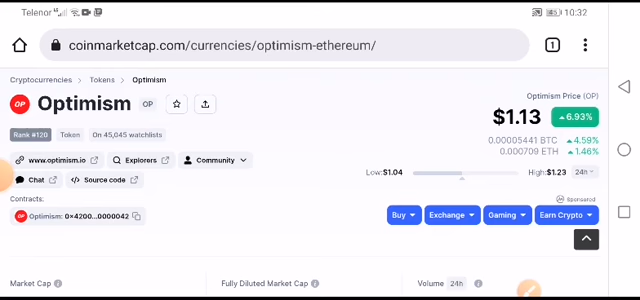 Telenor 10:32
coinmarketcap.com/currencies/optimism-ethereum/ 1
Cryptocurrencies > Tokens > Optimism
OP Optimism OP
Optimism Price (OP)
$1.13 6.93%
Rank #120 Token On 45,045 watchlists
0.00005441 BTC 4.59%
0.000709 ETH 1.46%
www.optimism.io Explorers Community
Low:$1.04 High:$1.23 24h
Chat </> Source code
Contracts:
Sponsored
OP Optimism: 0x4200...0000042
Buy Exchange Gaming Earn Crypto
Market Cap Fully Diluted Market Cap Volume 24h